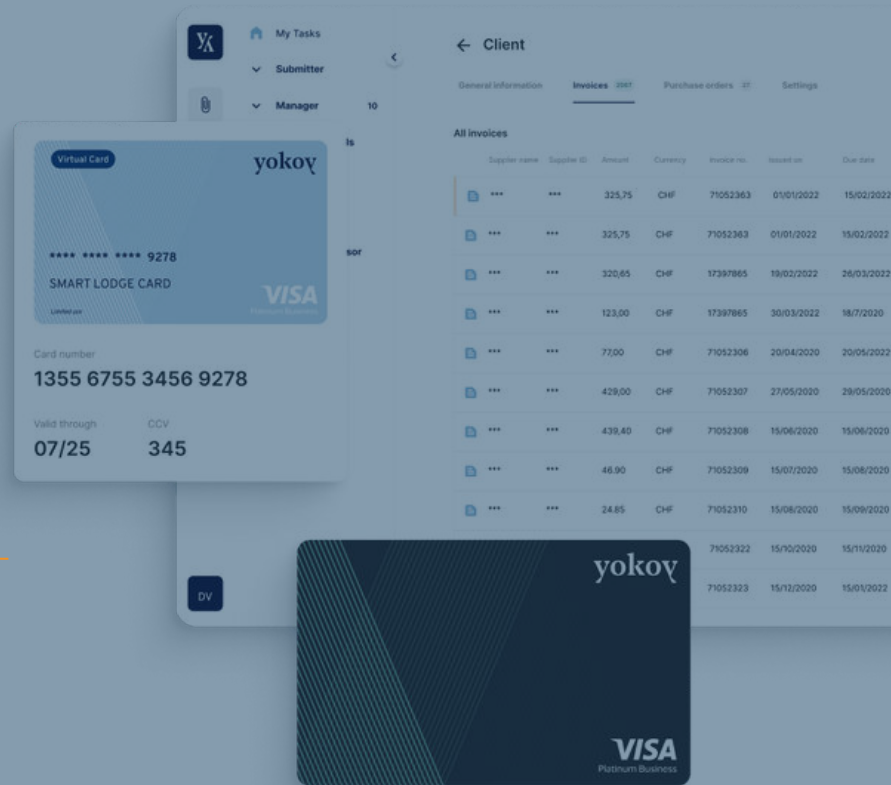 YX
My Tasks
Submitter
Manager 10
ls
sor
DV
Virtual Card
yokoy
**** **** **** 9278
SMART LODGE CARD
VISA
Platinum Business
Card number
1355 6755 3456 9278
Valid through CCV
07/25 345
← Client
General information Invoices Purchase orders 27 Settings
All invoices
Supplier name Supplier ID Amount Currency Invoice no. Issued on Due date
*** *** 325,75 CHF 71052363 01/01/2022 15/02/2022
*** *** 325,75 CHF 71052363 01/01/2022 15/02/2022
*** *** 320,65 CHF 17397865 19/02/2022 26/03/2022
*** *** 123,00 CHF 17397865 30/03/2022 18/7/2020
*** *** 77,00 CHF 71052306 20/04/2020 20/05/2022
*** *** 429,00 CHF 71052307 27/05/2020 29/05/2020
*** *** 439,40 CHF 71052308 15/06/2020 15/06/2020
*** *** 46.90 CHF 71052309 15/07/2020 15/08/2020
*** *** 24.85 CHF 71052310 15/08/2020 15/09/2020
71052322 15/10/2020 15/11/2020
71052323 15/12/2020 15/01/2022
yokoy
VISA
Platinum Business